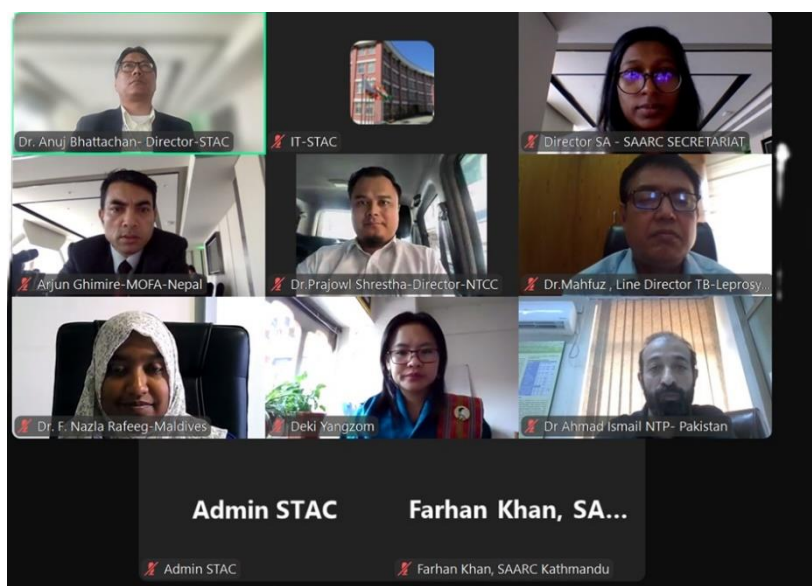 Dr. Anuj Bhattachan- Director-STAC
IT-STAC
Director SA - SAARC SECRETARIAT
Arjun Ghimire-MOFA-Nepal
Dr.Prajowl Shrestha-Director-NTCC
Dr.Mahfuz , Line Director TB-Leprosy...
Dr. F. Nazla Rafeeg-Maldives
Deki Yangzom
Dr Ahmad Ismail NTP- Pakistan
Admin STAC
Farhan Khan, SA...
Admin STAC
Farhan Khan, SAARC Kathmandu